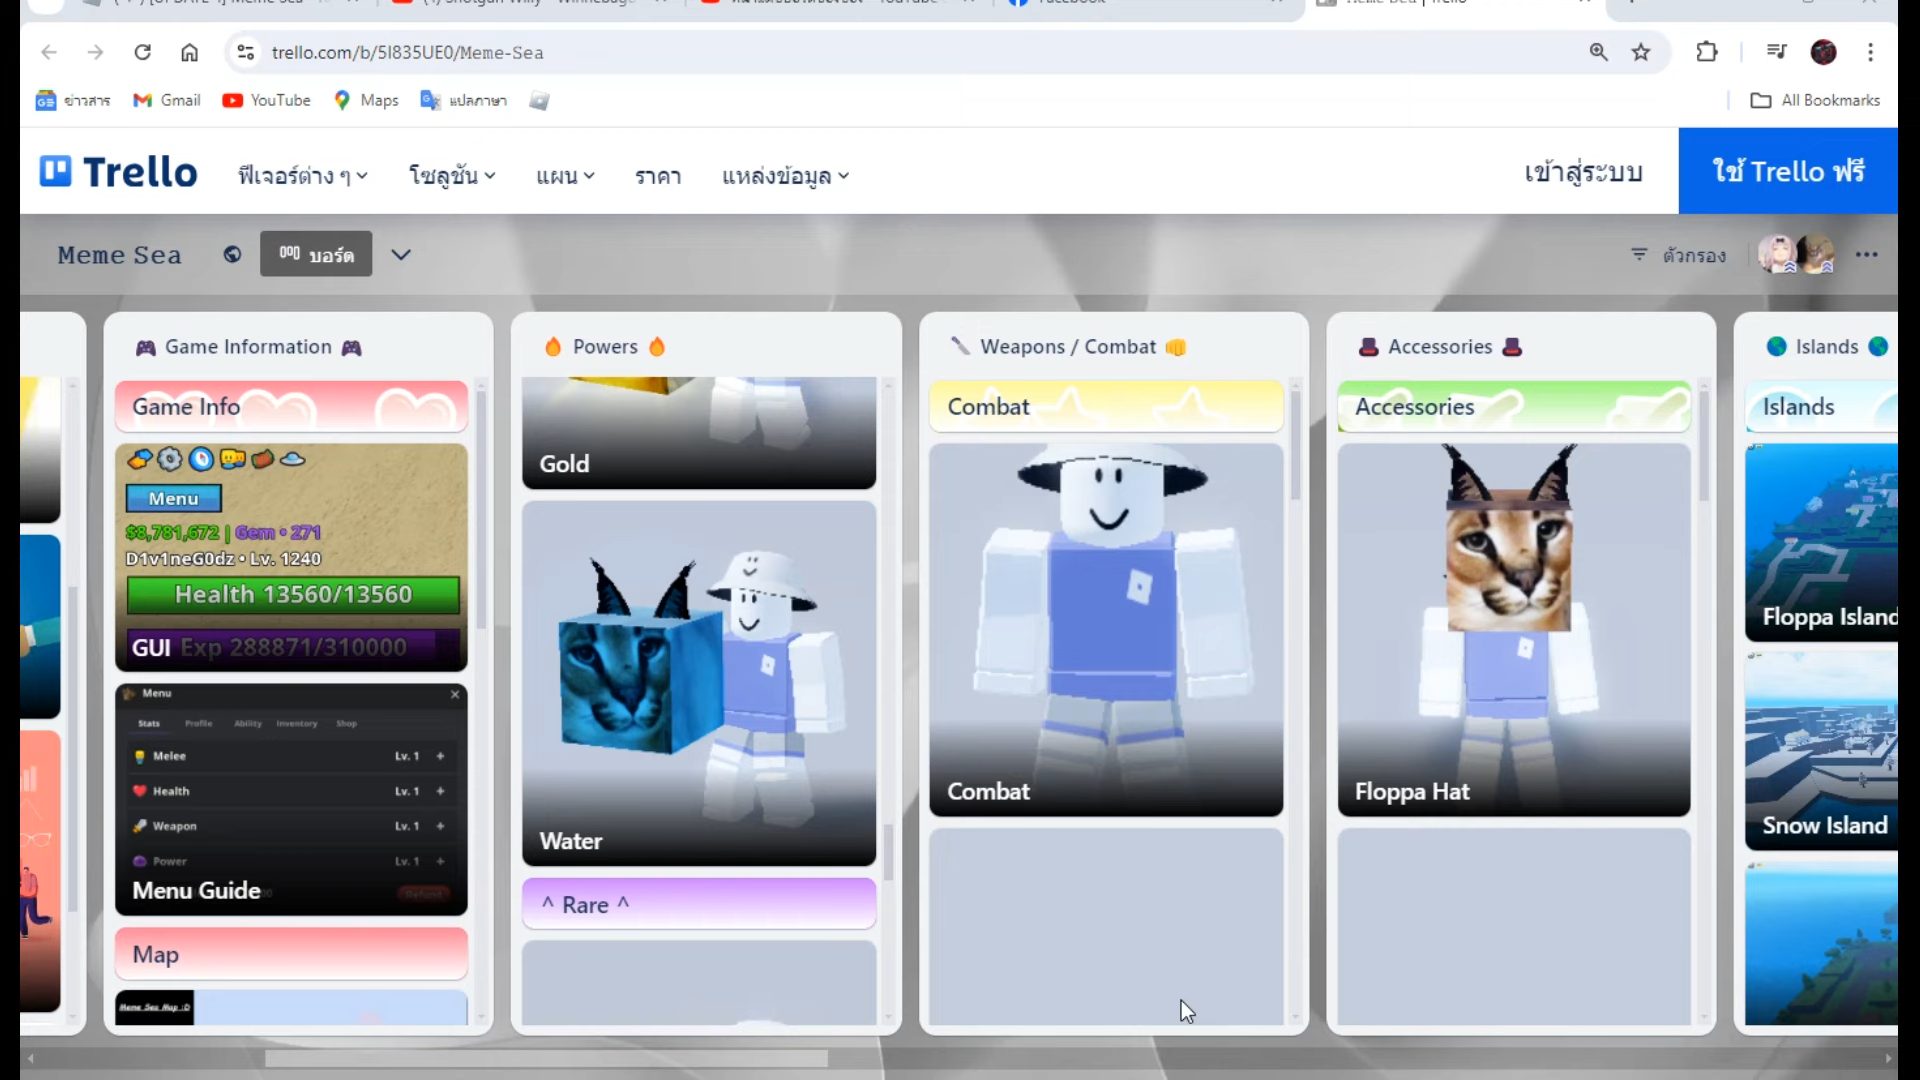 trello.com/b/5I835UE0/Meme-Sea
ข่าวสาร
Gmail
YouTube
Maps
แปลภาษา
All Bookmarks
Trello
ฟีเจอร์ต่าง ๆ
โซลูชัน
แผน
ราคา
แหล่งข้อมูล
เข้าสู่ระบบ
ใช้ Trello ฟรี
Meme Sea
บอร์ด
ตัวกรอง
Game Information
Game Info
Menu
$8,781,672 | Gem • 271
D1v1neG0dz • Lv. 1240
Health 13560/13560
GUI
Exp 288871/310000
Menu
Stats Profile Ability Inventory Shop
Melee Lv. 1 +
Health Lv. 1 +
Weapon Lv. 1 +
Power Lv. 1 +
Menu Guide
Map
Meme Sea Map :D
Powers
Gold
Water
^ Rare ^
Weapons / Combat
Combat
Combat
Accessories
Accessories
Floppa Hat
Islands
Islands
Floppa Island
Snow Island